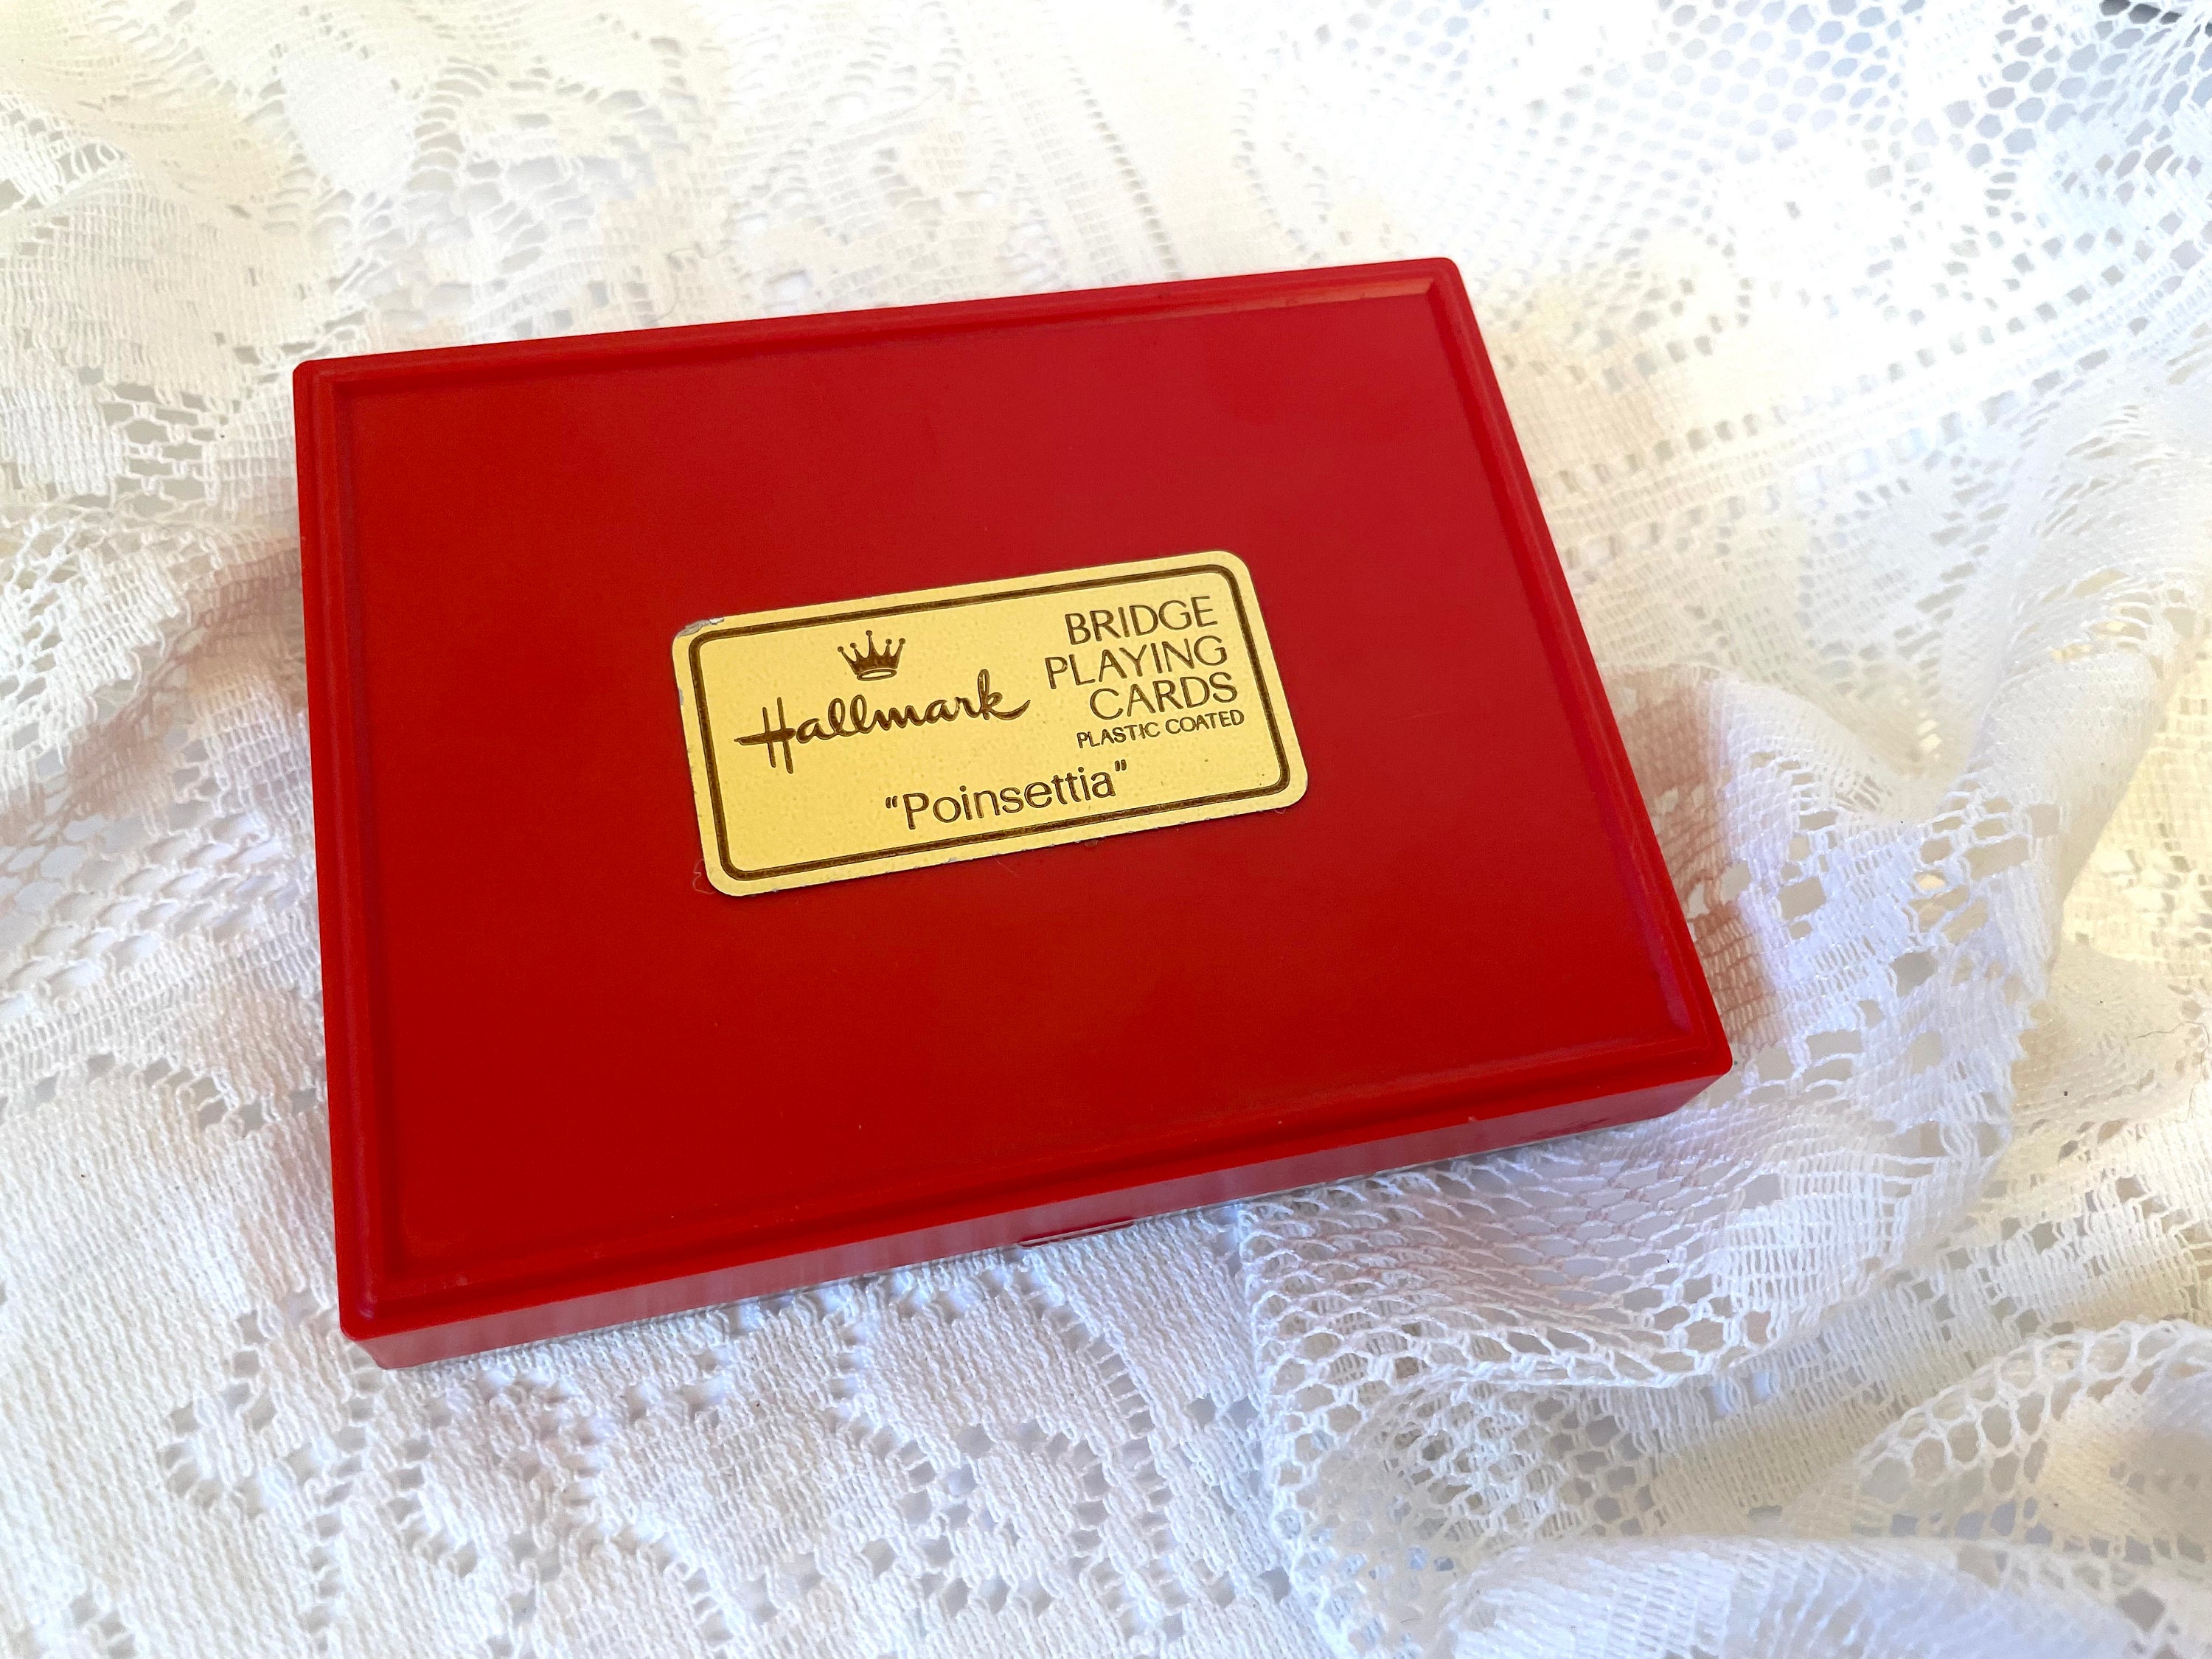 Hallmark
BRIDGE
PLAYING
CARDS
PLASTIC COATED
"Poinsettia"